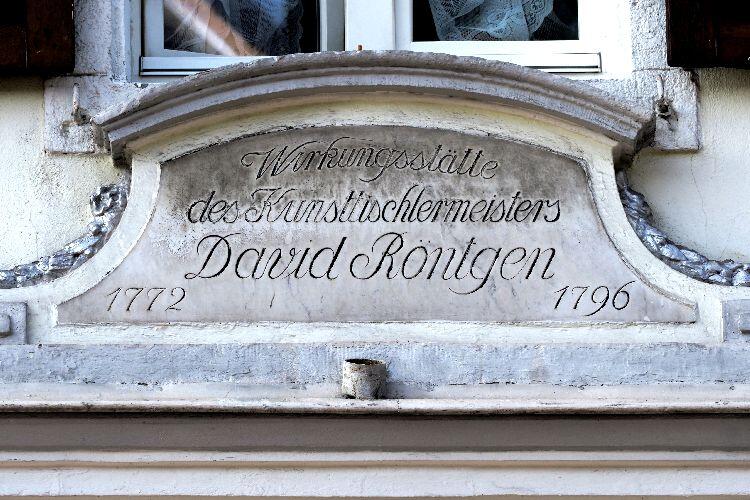 Wirkungsstätte
des Kunsttischlermeisters
David Röntgen
1772 1796